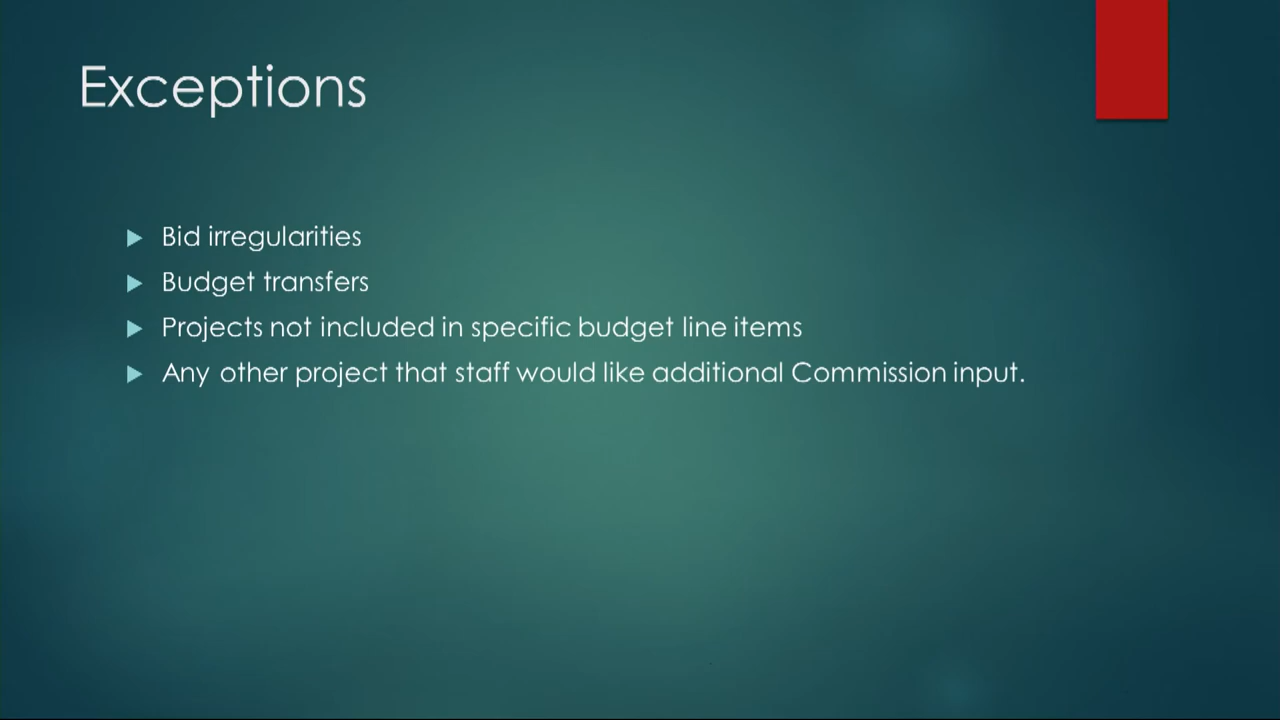 Exceptions
Bid irregularities
Budget transfers
Projects not included in specific budget line items
Any other project that staff would like additional Commission input.